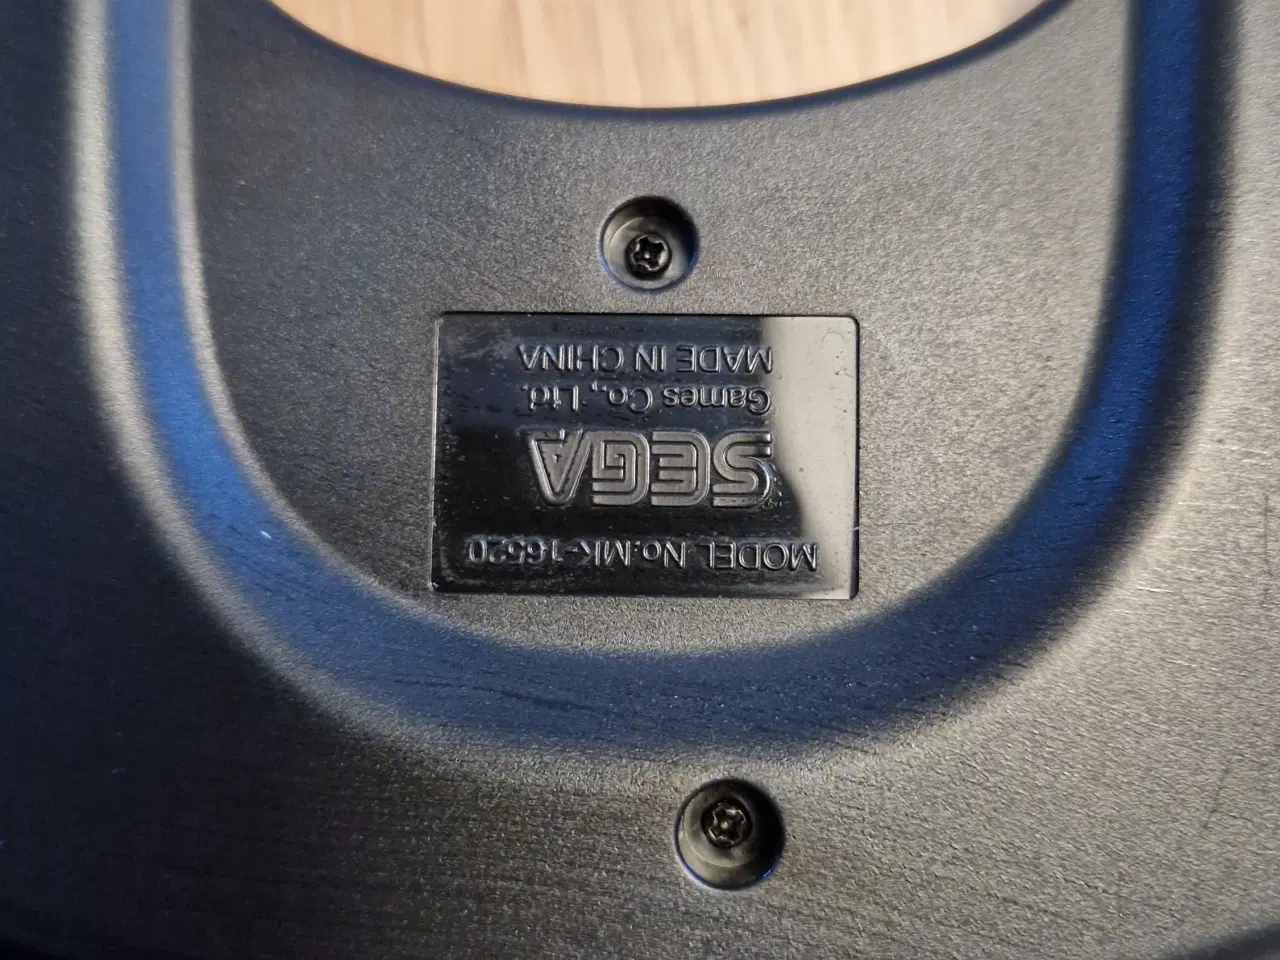 MODEL No.:MK-16520
SEGA
Games Co., Ltd.
MADE IN CHINA